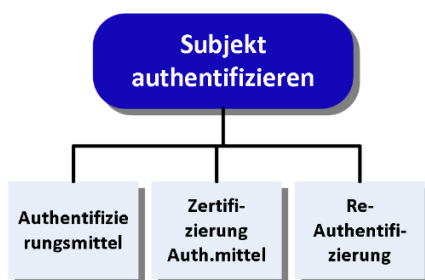 Subjekt
authentifizieren
Authentifizie
rungsmittel
Zertifi-
zierung
Auth.mittel
Re-
Authentifi-
zierung